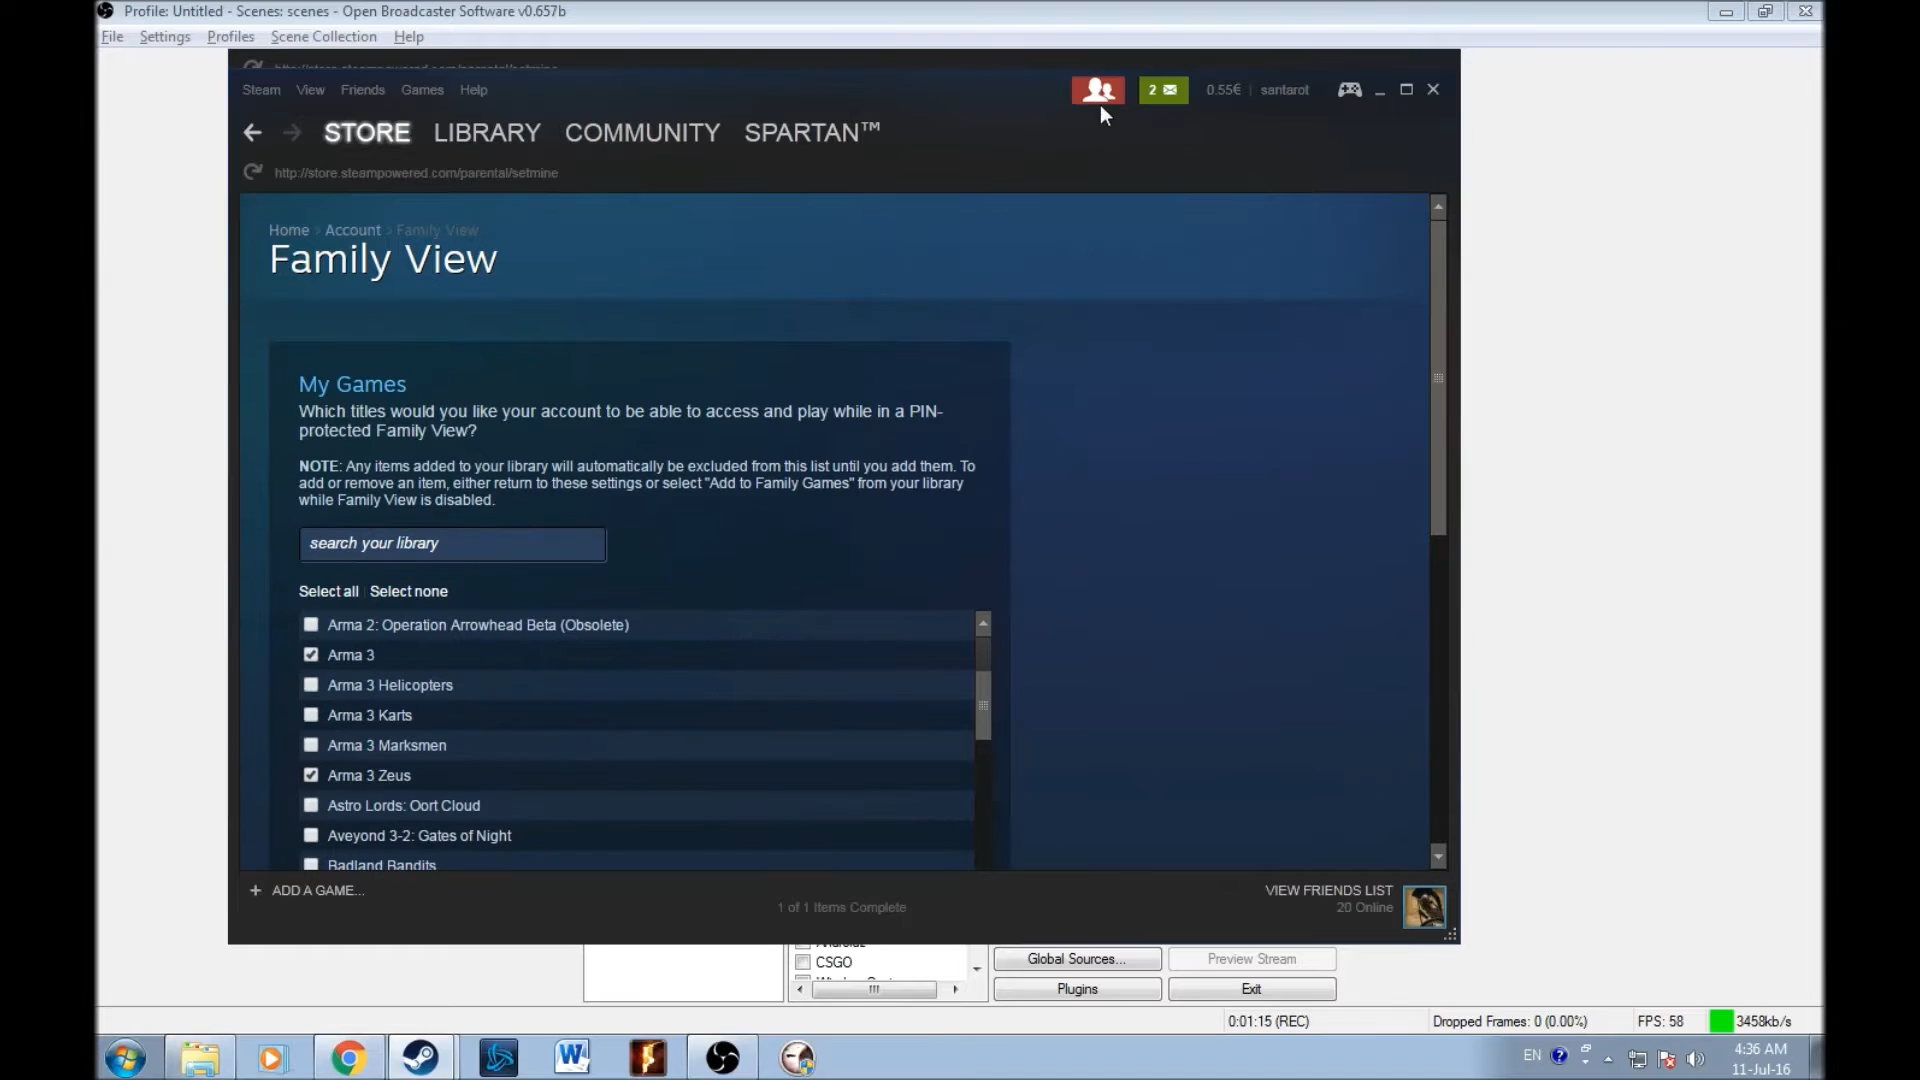 Profile: Untitled - Scenes: scenes - Open Broadcaster Software v0.657b
File Settings Profiles Scene Collection Help
Steam View Friends Games Help
2
0.55€ | santarot
STORE LIBRARY COMMUNITY SPARTAN™
http://store.steampowered.com/parental/setmine
Home › Account › Family View
Family View
My Games
Which titles would you like your account to be able to access and play while in a PIN-
protected Family View?
NOTE: Any items added to your library will automatically be excluded from this list until you add them. To
add or remove an item, either return to these settings or select "Add to Family Games" from your library
while Family View is disabled.
search your library
Select all | Select none
Arma 2: Operation Arrowhead Beta (Obsolete)
Arma 3
Arma 3 Helicopters
Arma 3 Karts
Arma 3 Marksmen
Arma 3 Zeus
Astro Lords: Oort Cloud
Aveyond 3-2: Gates of Night
Badland Bandits
+ ADD A GAME...
1 of 1 Items Complete
VIEW FRIENDS LIST
20 Online
CSGO
Global Sources...
Preview Stream
Plugins
Exit
0:01:15 (REC)
Dropped Frames: 0 (0.00%)
FPS: 58
3458kb/s
EN
4:36 AM
11-Jul-16